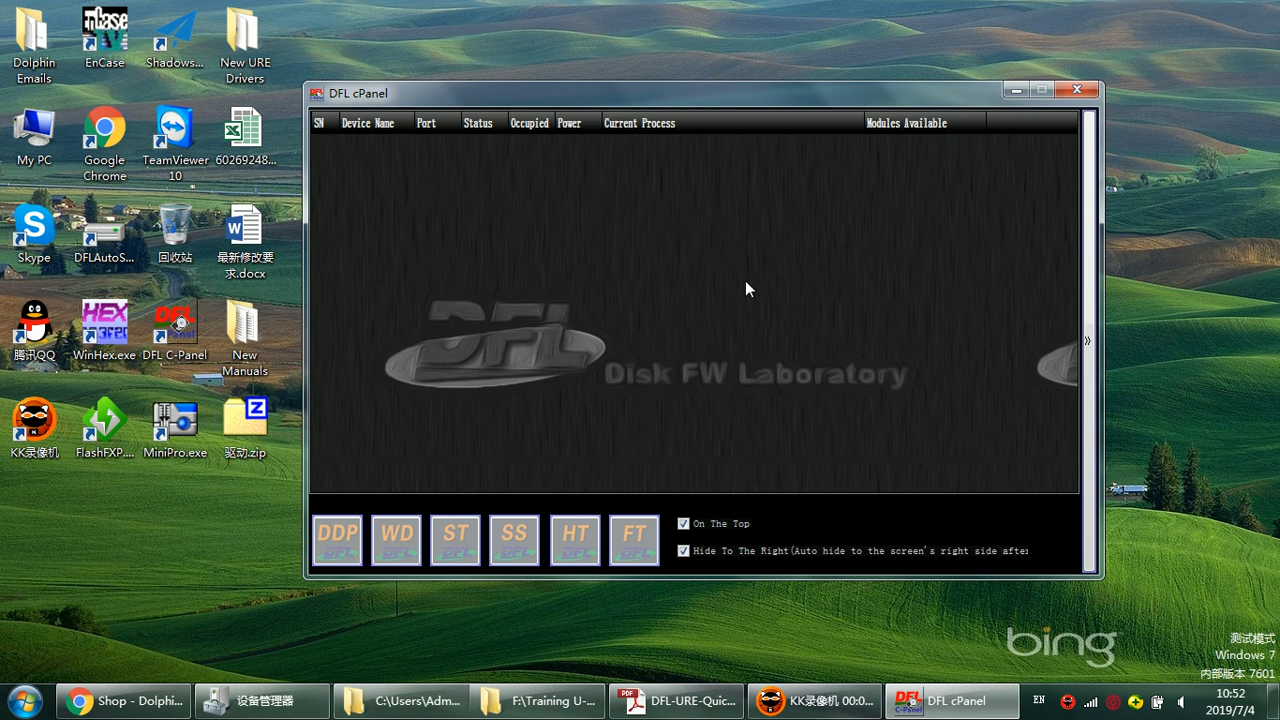 Dolphin
Emails
EnCase
Shadows...
New URE
Drivers
My PC
Google
Chrome
TeamViewer
10
60269248...
Skype
DFLAutoS...
回收站
最新修改要
求.docx
腾讯QQ
WinHex.exe
DFL C-Panel
New
Manuals
KK录像机
FlashFXP....
MiniPro.exe
驱动.zip
DFL cPanel
SN
Device Name
Port
Status
Occupied
Power
Current Process
Modules Available
DFL
Disk FW Laboratory
DDP
WD
ST
SS
HT
FT
On The Top
Hide To The Right(Auto hide to the screen's right side after
bing
测试模式
Windows 7
内部版本 7601
Shop - Dolphi...
设备管理器
C:\Users\Adm...
F:\Training U-...
DFL-URE-Quic...
KK录像机 00:0...
DFL cPanel
EN
10:52
2019/7/4